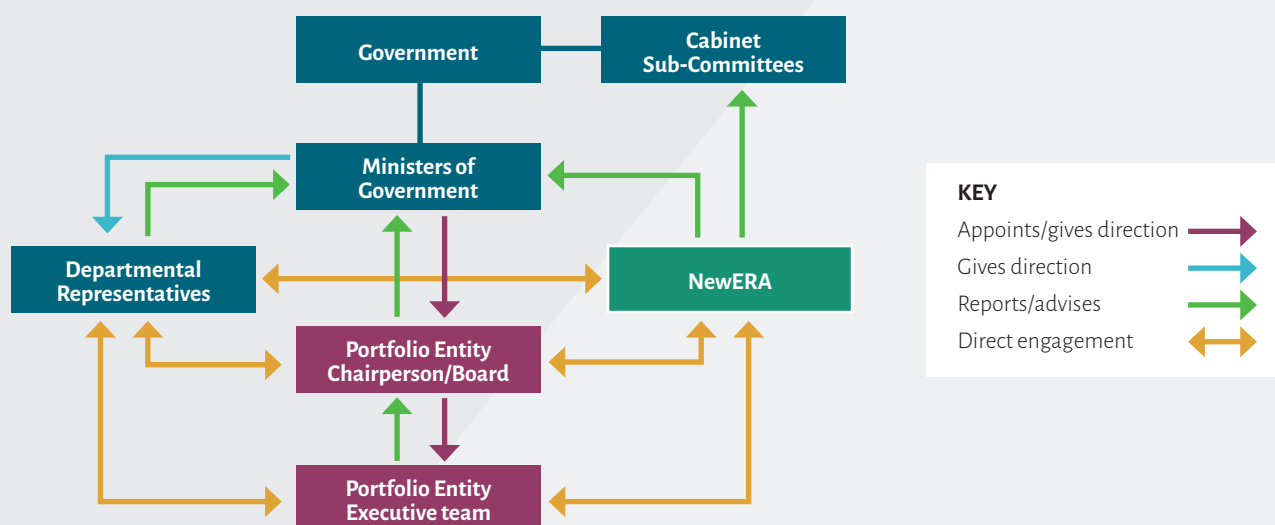 Government
Cabinet
Sub-Committees
Ministers of
Government
Departmental
Representatives
NewERA
Portfolio Entity
Chairperson/Board
Portfolio Entity
Executive team
KEY
Appoints/gives direction
Gives direction
Reports/advises
Direct engagement